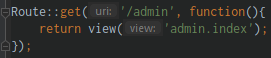 Route::get( uri: '/admin', function(){
    return view( view: 'admin.index');
});